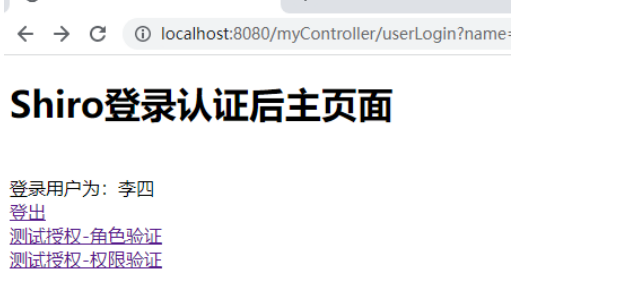 localhost:8080/myController/userLogin?name=
Shiro登录认证后主页面
登录用户为：李四
登出
测试授权-角色验证
测试授权-权限验证